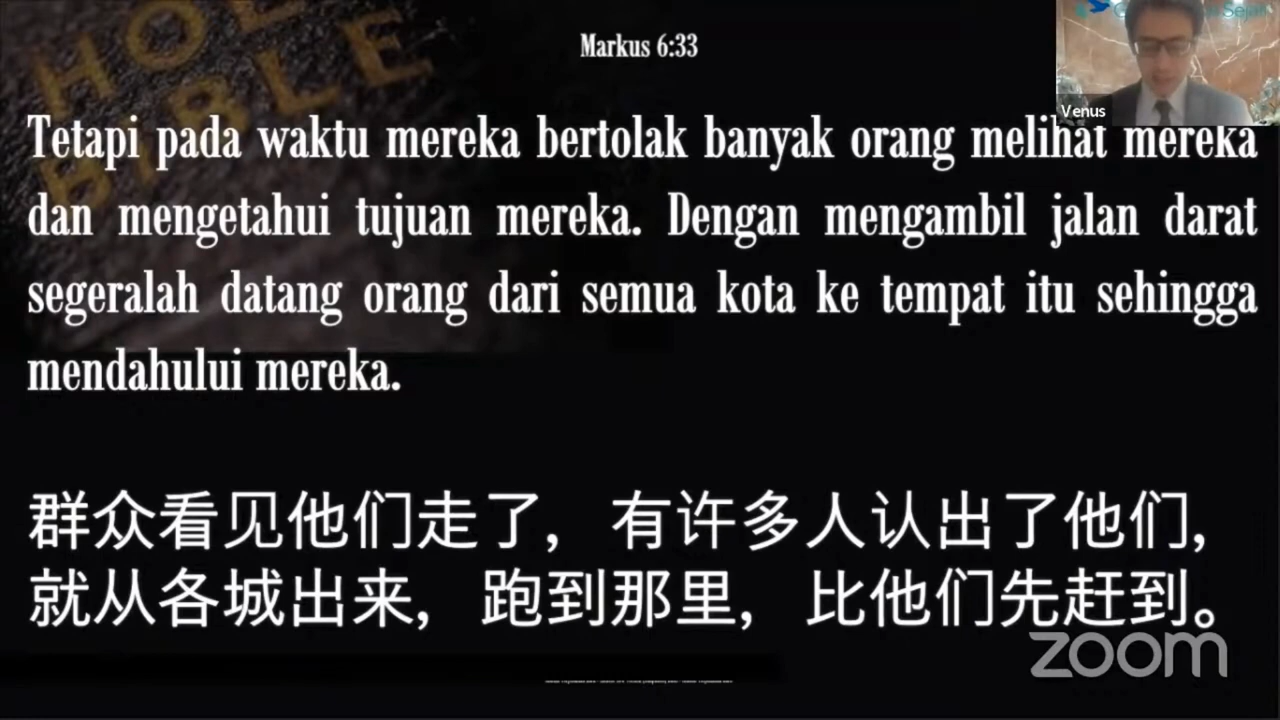 HOL
BIBLE
Markus 6:33
Venus
Tetapi pada waktu mereka bertolak banyak orang melihat mereka
dan mengetahui tujuan mereka. Dengan mengambil jalan darat
segeralah datang orang dari semua kota ke tempat itu sehingga
mendahului mereka.
群众看见他们走了, 有许多人认出了他们,
就从各城出来, 跑到那里, 比他们先赶到。
zoom